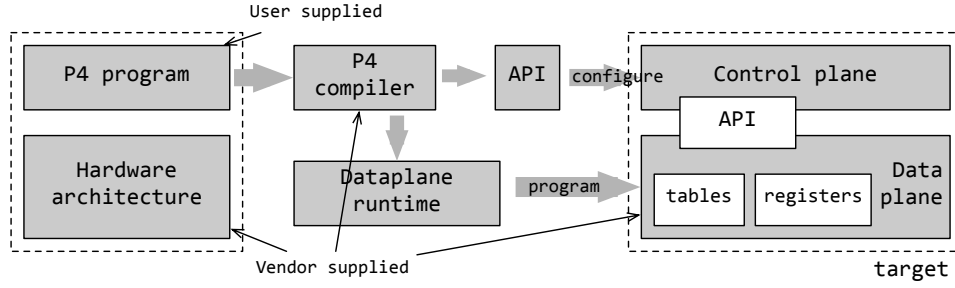 User supplied
P4 program
P4
compiler
API
configure
Control plane
API
Hardware
architecture
Dataplane
runtime
program
tables
registers
Data
plane
Vendor supplied
target